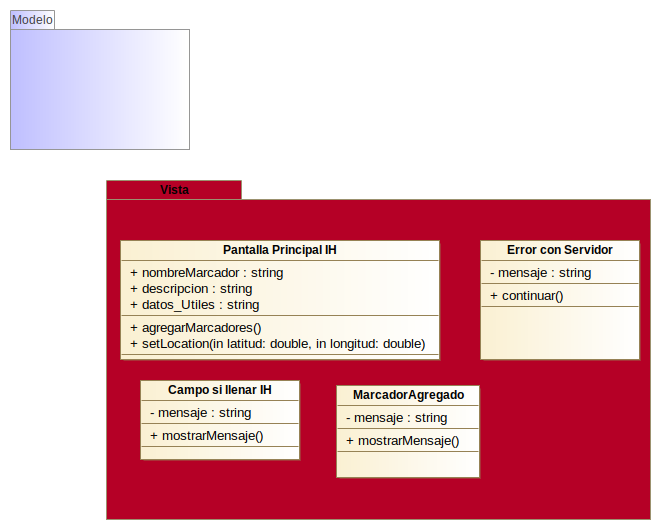 Modelo
Vista
Pantalla Principal IH
+ nombreMarcador : string
+ descripcion : string
+ datos_Utiles : string
+ agregarMarcadores()
+ setLocation(in latitud: double, in longitud: double)
Error con Servidor
- mensaje : string
+ continuar()
Campo si llenar IH
- mensaje : string
+ mostrarMensaje()
MarcadorAgregado
- mensaje : string
+ mostrarMensaje()